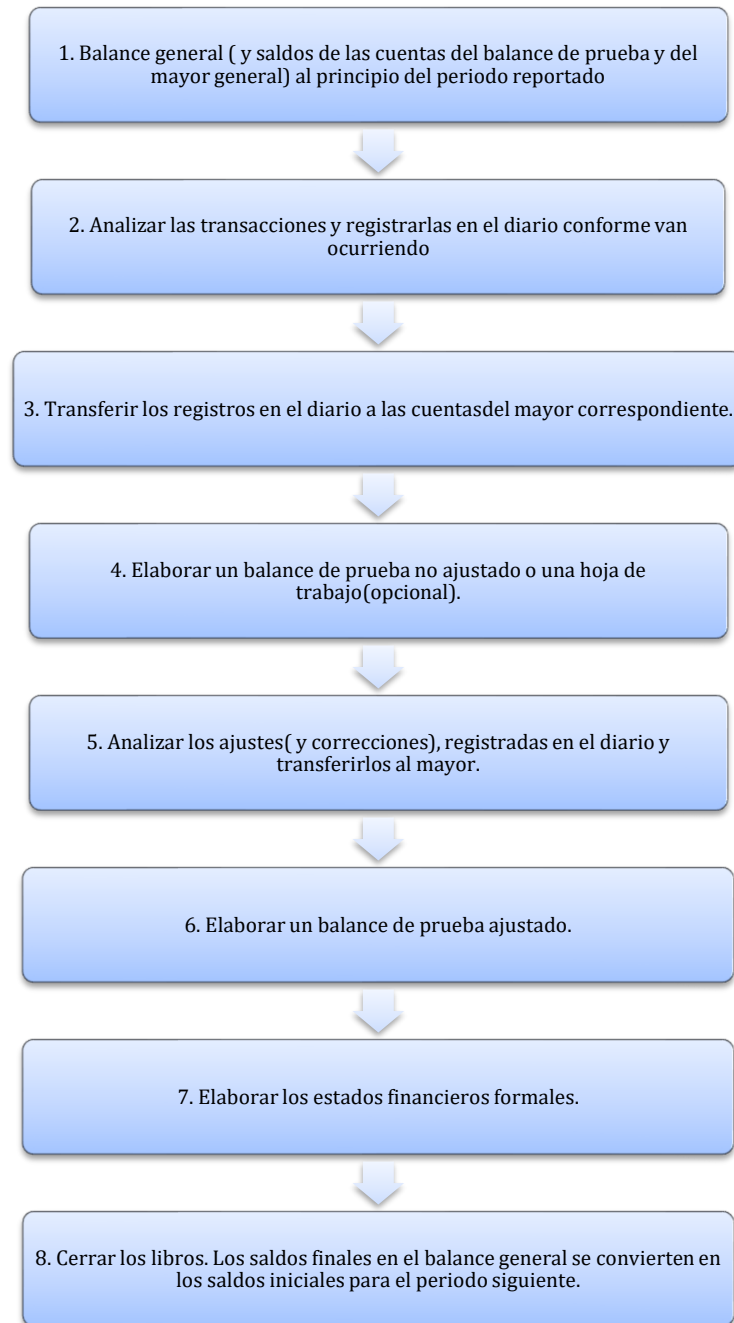 1. Balance general ( y saldos de las cuentas del balance de prueba y del
mayor general) al principio del periodo reportado
2. Analizar las transacciones y registrarlas en el diario conforme van
ocurriendo
3. Transferir los registros en el diario a las cuentasdel mayor correspondiente.
4. Elaborar un balance de prueba no ajustado o una hoja de
trabajo(opcional).
5. Analizar los ajustes( y correcciones), registradas en el diario y
transferirlos al mayor.
6. Elaborar un balance de prueba ajustado.
7. Elaborar los estados financieros formales.
8. Cerrar los libros. Los saldos finales en el balance general se convierten en
los saldos iniciales para el periodo siguiente.